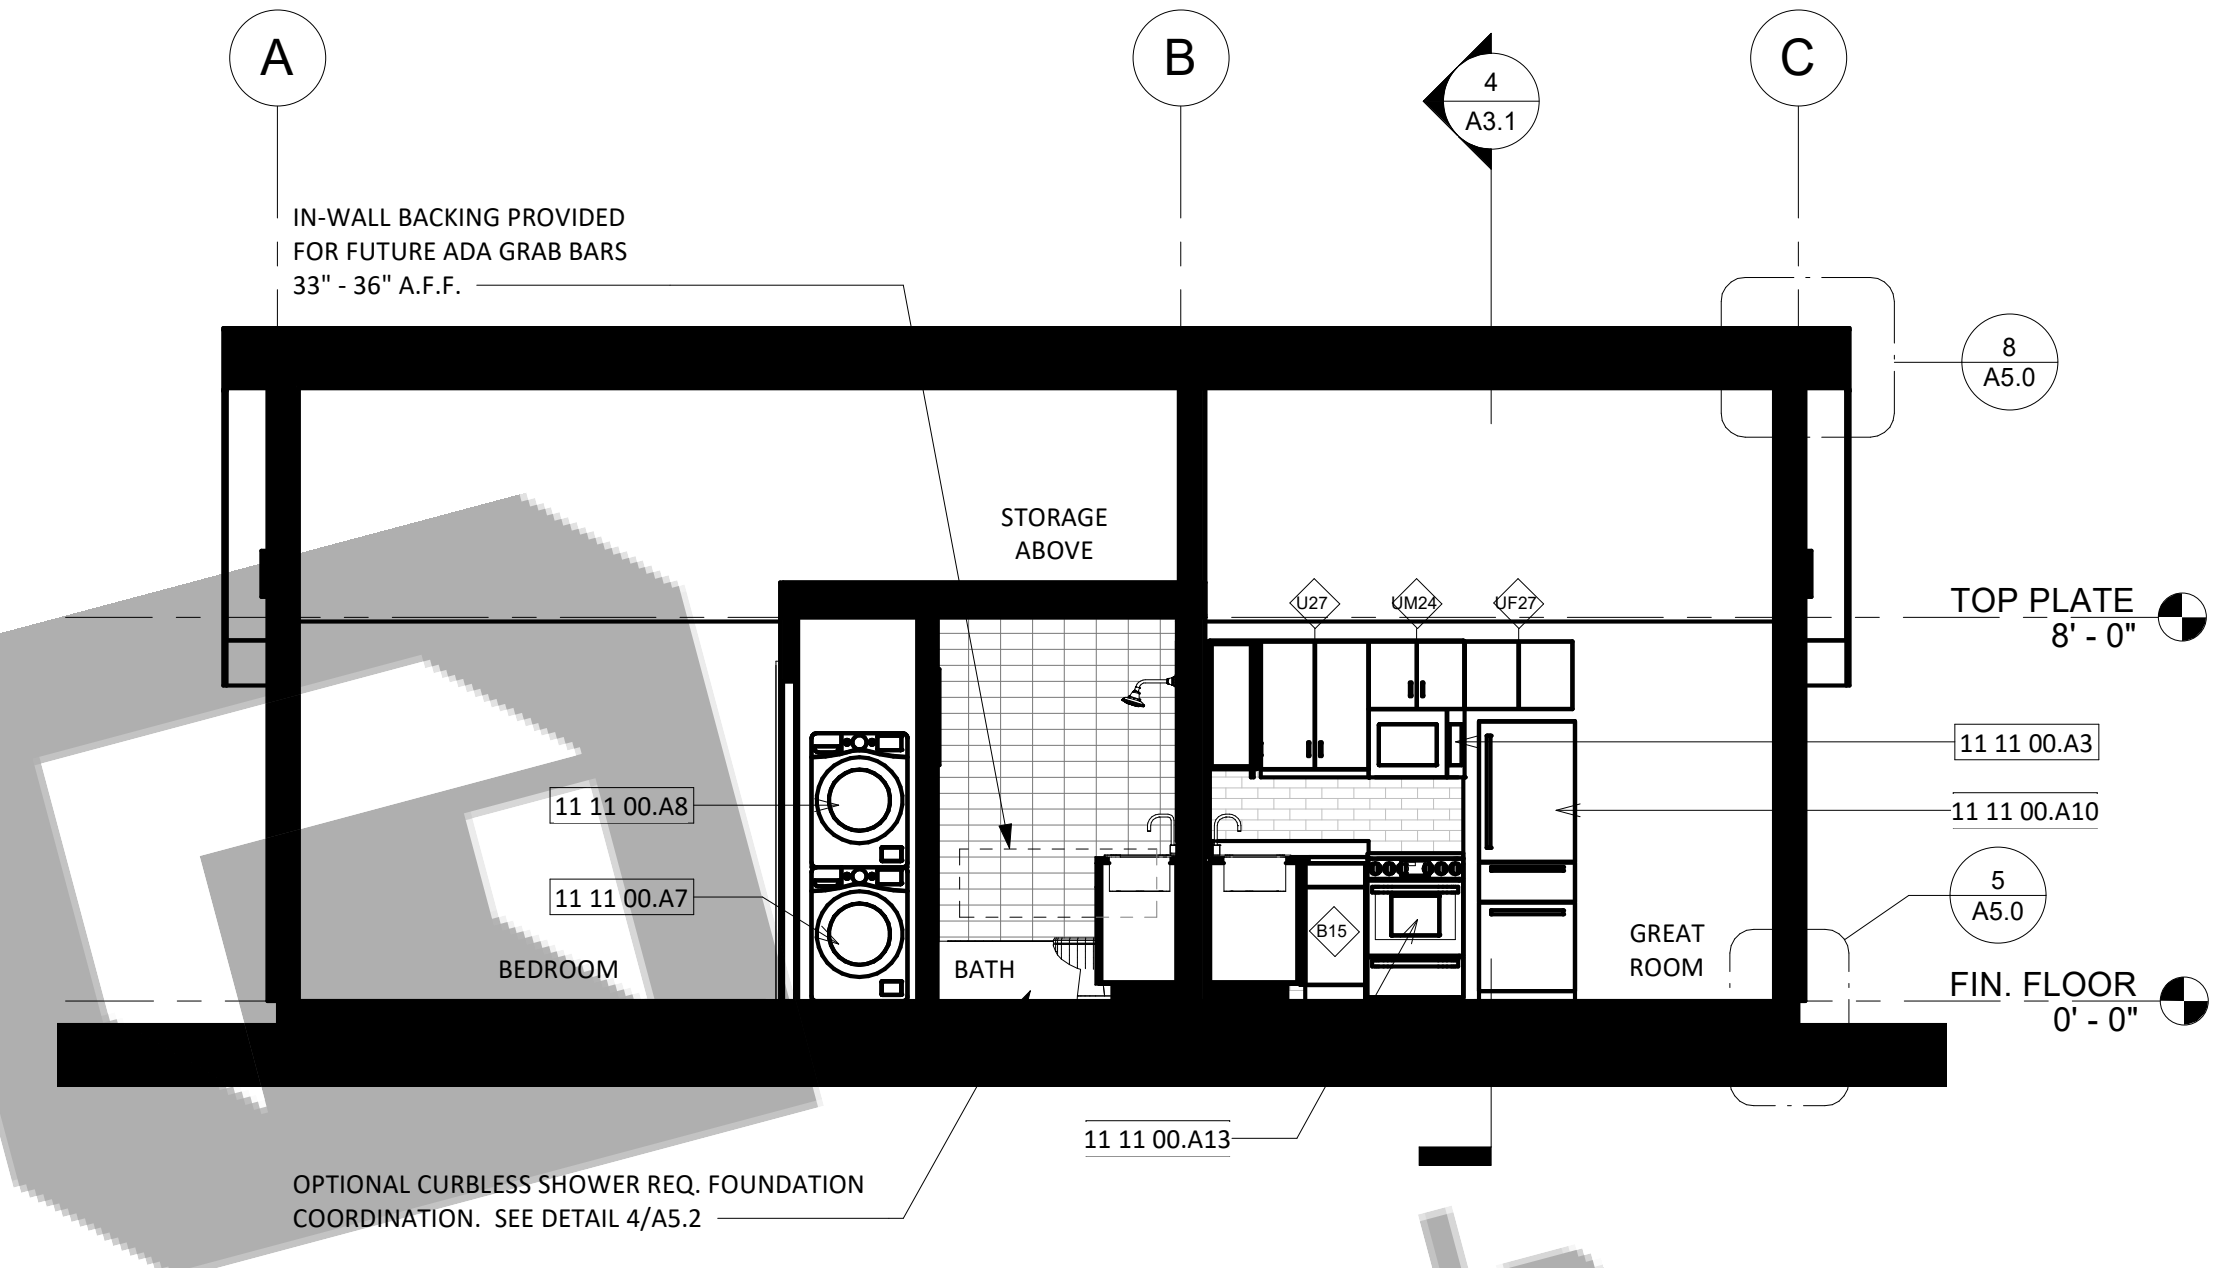 A
B
C
4
A3.1
IN-WALL BACKING PROVIDED
FOR FUTURE ADA GRAB BARS
33" - 36" A.F.F.
8
A5.0
STORAGE
ABOVE
U27
UM24
UF27
TOP PLATE
8' - 0"
11 11 00.A3
11 11 00.A8
11 11 00.A10
11 11 00.A7
5
A5.0
B15
GREAT
ROOM
BEDROOM
BATH
FIN. FLOOR
0' - 0"
11 11 00.A13
OPTIONAL CURBLESS SHOWER REQ. FOUNDATION
COORDINATION. SEE DETAIL 4/A5.2